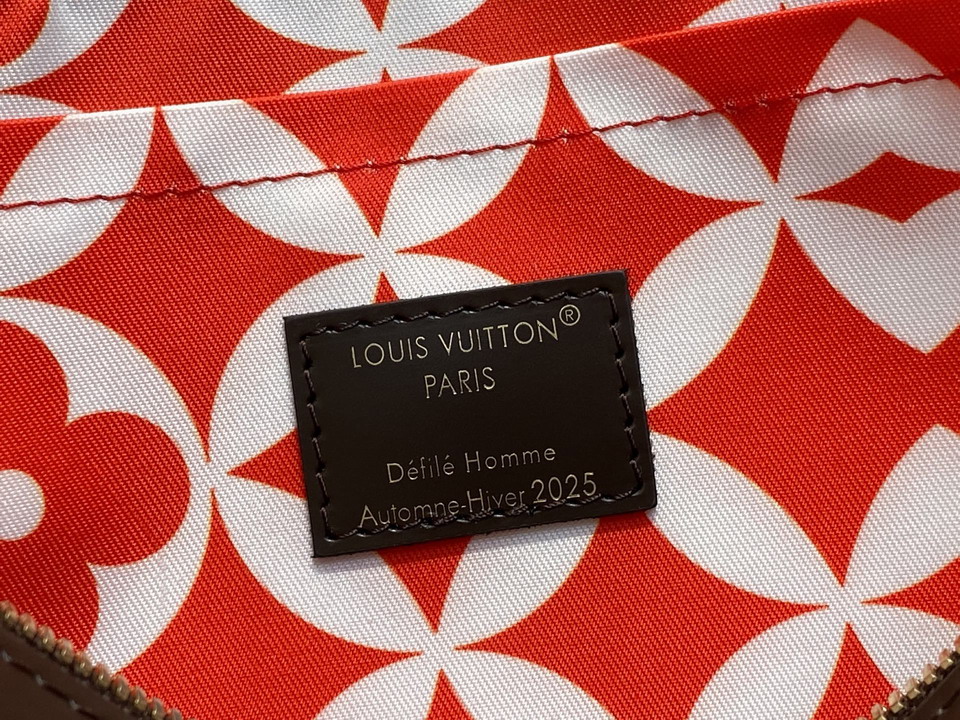 LOUIS VUITTON®
PARIS
Défilé Homme
Automne-Hiver 2025